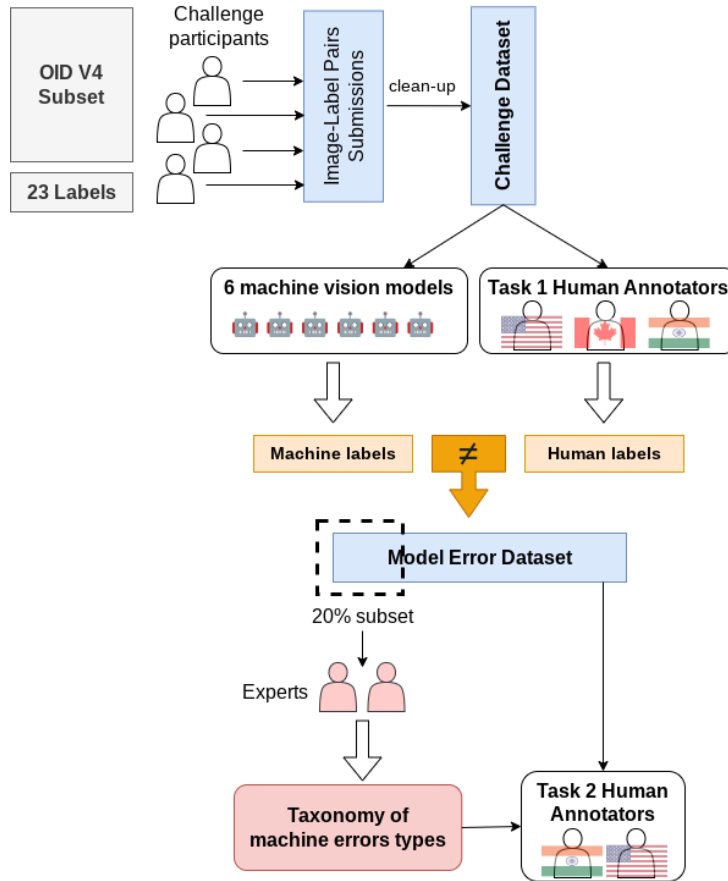 Challenge
participants
OID V4
Subset
23 Labels
Image-Label Pairs
Submissions
clean-up
Challenge Dataset
6 machine vision models
Task 1 Human Annotators
Machine labels
≠
Human labels
Model Error Dataset
20% subset
Experts
Taxonomy of
machine errors types
Task 2 Human
Annotators